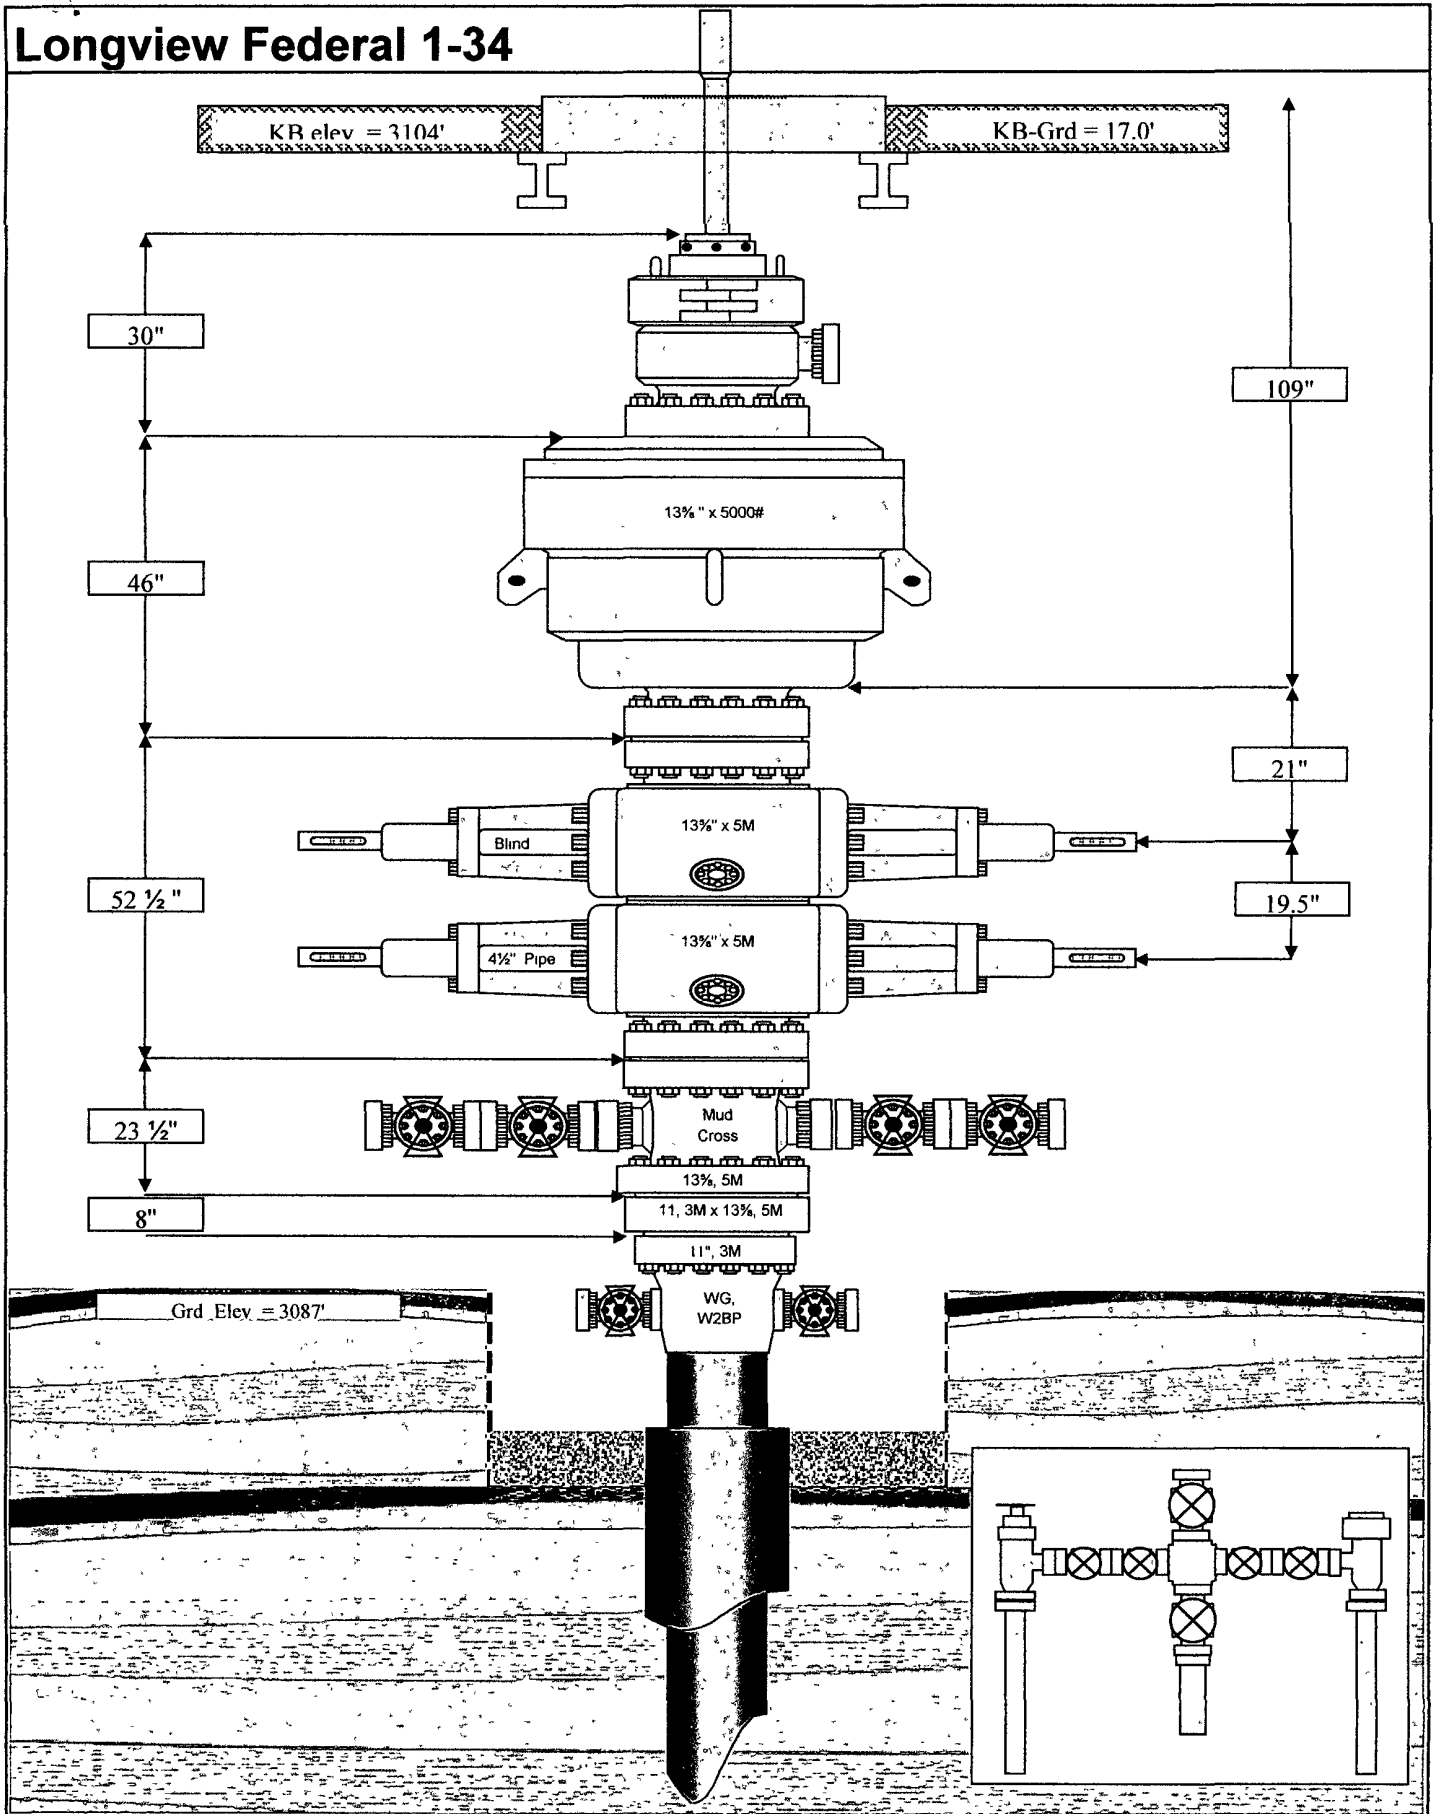 Longview Federal 1-34
KB elev = 3104'
KB-Grd = 17.0'
30"
109"
13⅝ " x 5000#
46"
21"
13⅝" x 5M
Blind
52 ½ "
19.5"
13⅝" x 5M
4½" Pipe
Mud
Cross
23 ½"
13⅝, 5M
11, 3M x 13⅝, 5M
8"
11", 3M
Grd Elev = 3087'
WG,
W2BP